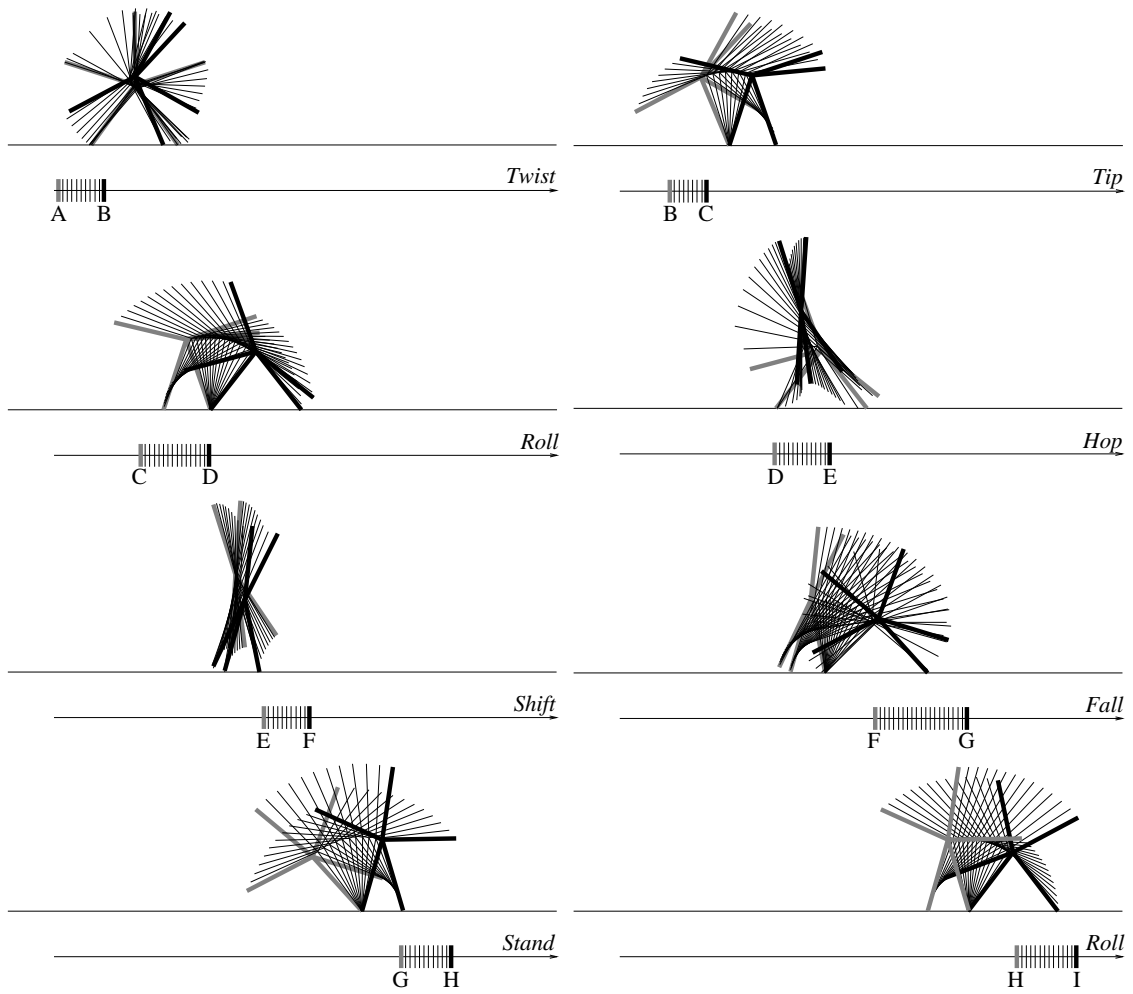 Twist
A B
Tip
B C
Roll
C D
Hop
D E
Shift
E F
Fall
F G
Stand
G H
Roll
H I